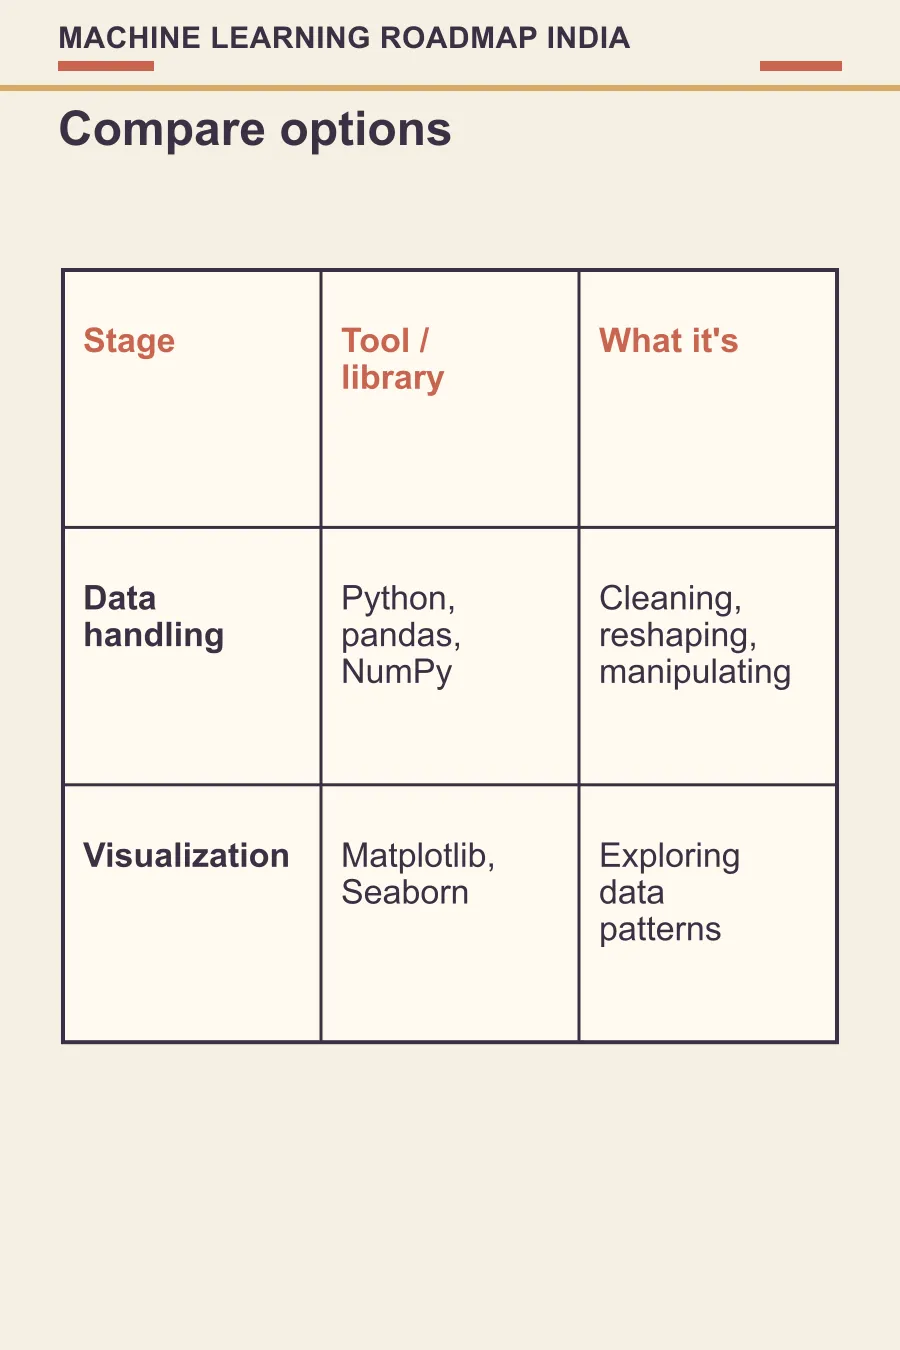 MACHINE LEARNING ROADMAP INDIA
Compare options
Stage
Tool /
library
What it's
Data
handling
Python,
pandas,
NumPy
Cleaning,
reshaping,
manipulating
Visualization
Matplotlib,
Seaborn
Exploring
data
patterns